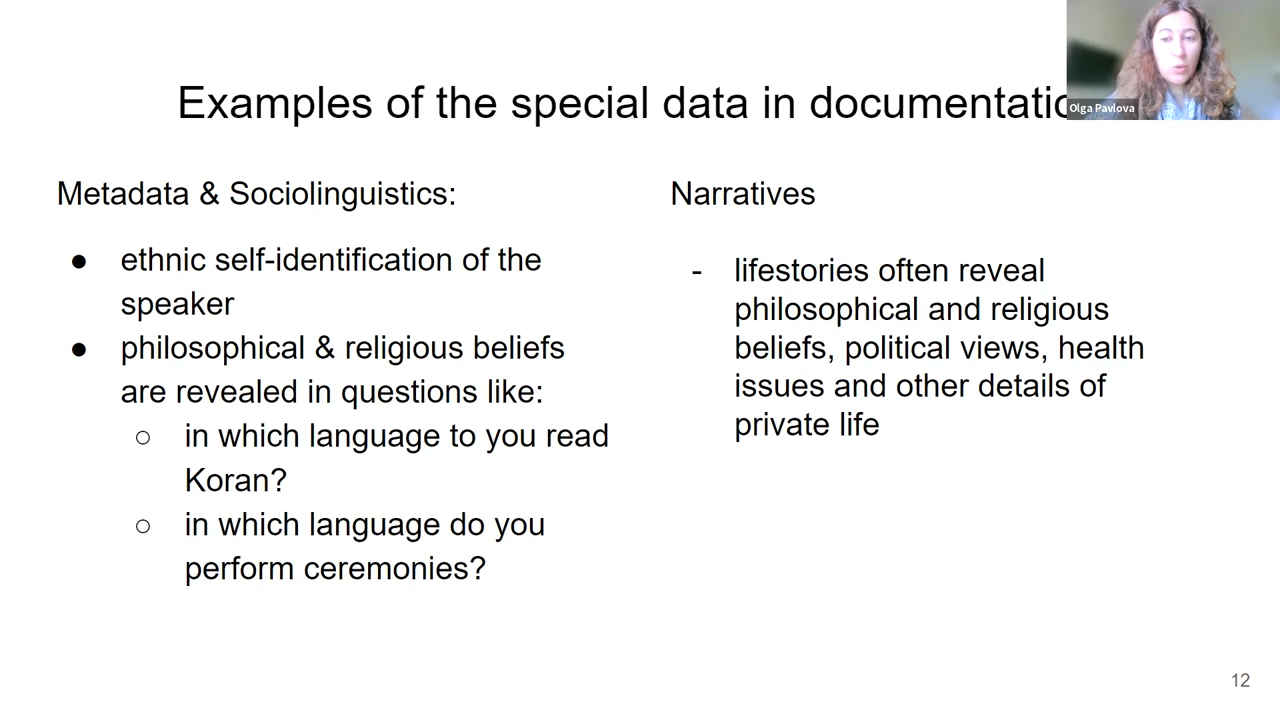 Examples of the special data in documentatio
Olga Pavlova
Metadata & Sociolinguistics:
● ethnic self-identification of the
speaker
● philosophical & religious beliefs
are revealed in questions like:
○ in which language to you read
Koran?
○ in which language do you
perform ceremonies?
Narratives
- lifestories often reveal
philosophical and religious
beliefs, political views, health
issues and other details of
private life
12